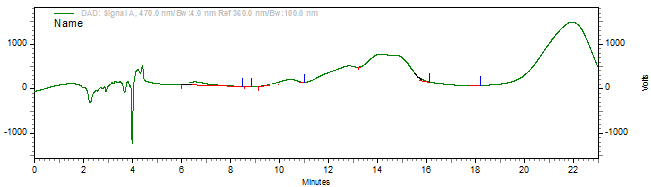 DAD: Signal A, 470.0 nm/Bw:4.0 nm Ref 360.0 nm/Bw:100.0 nm
Name
1000 1000
0 0
-1000 -1000
Volts
0 2 4 6 8 10 12 14 16 18 20 22
Minutes